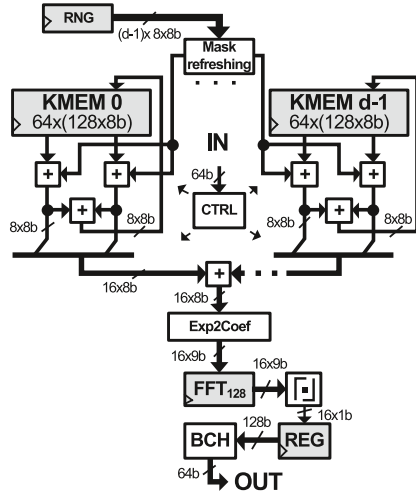 RNG
(d-1)x 8x8b
Mask
refreshing
KMEM 0
64x(128x8b)
KMEM d-1
64x(128x8b)
IN
64b
CTRL
+
+
+
+
+
+
8x8b
8x8b
8x8b
8x8b
16x8b
+
16x8b
Exp2Coef
16x9b
FFT128
16x9b
16x1b
BCH
128b
REG
64b
OUT